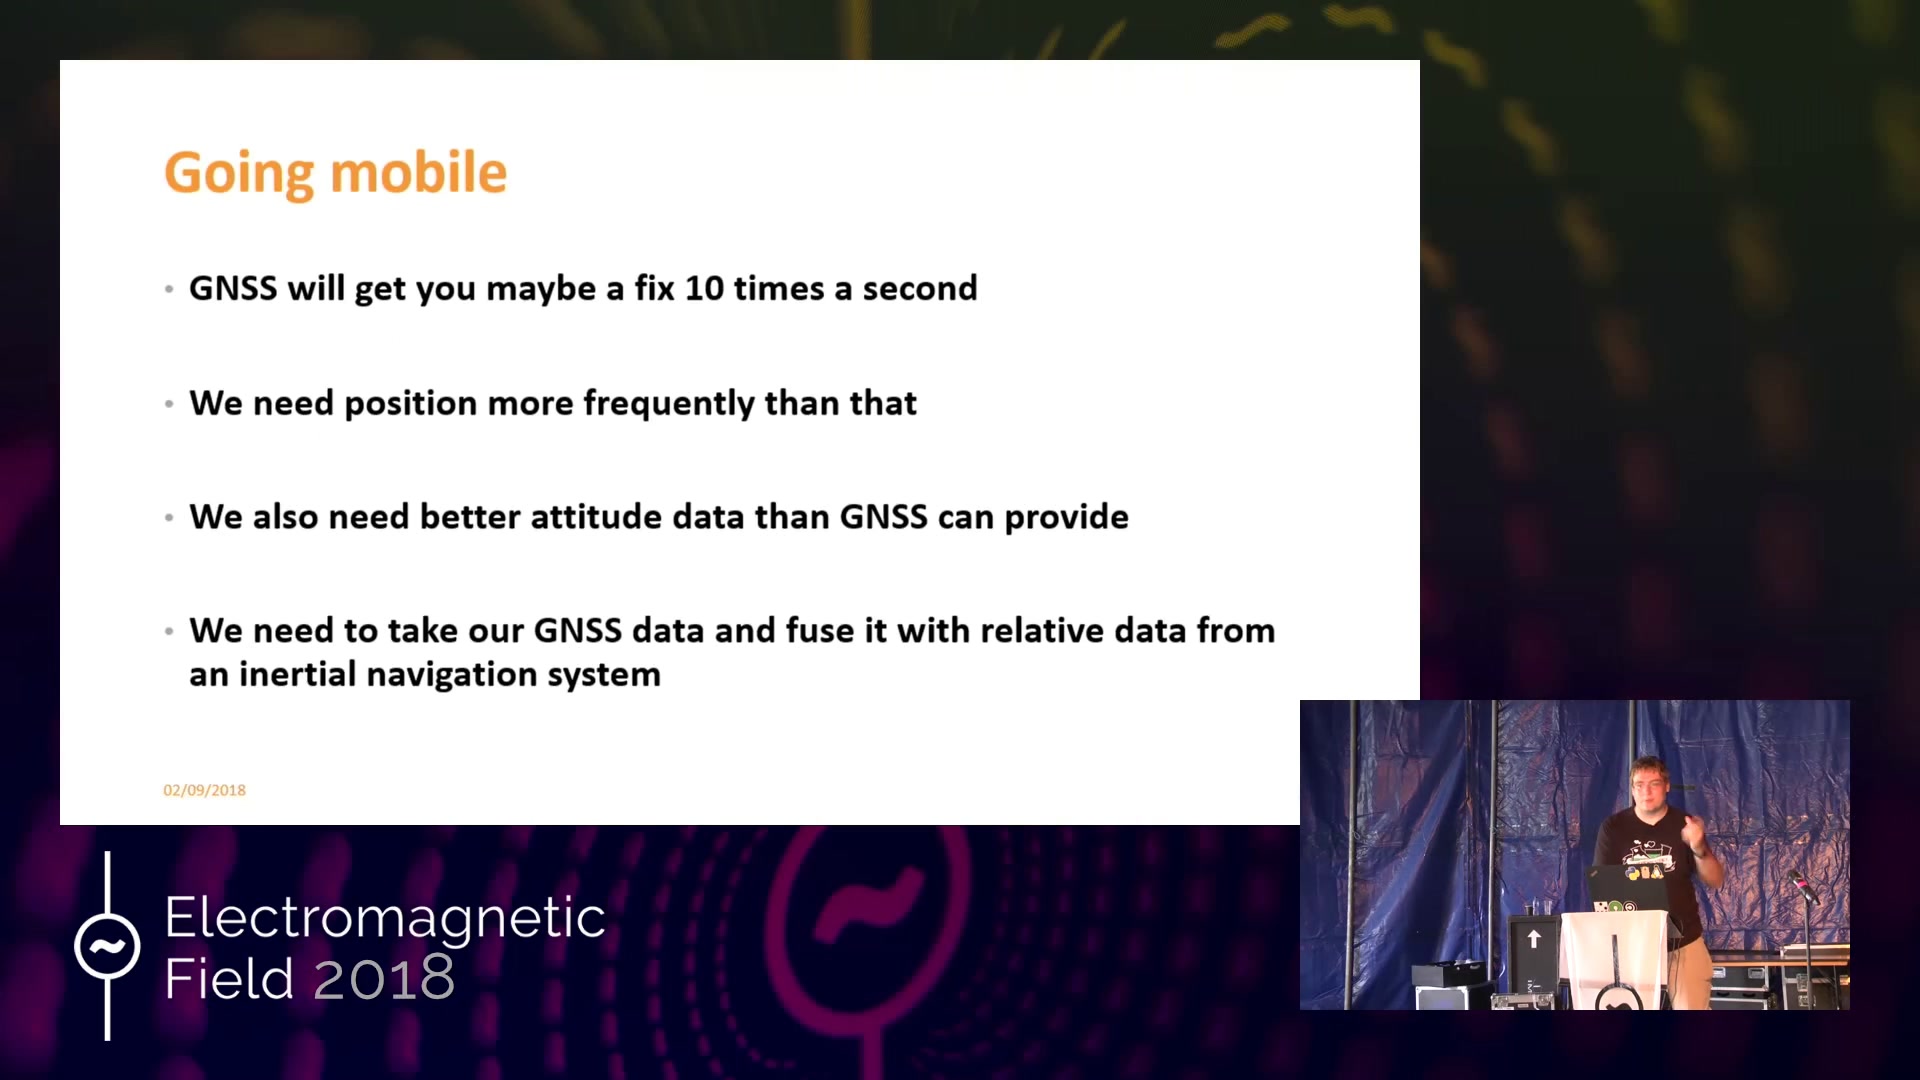 Going mobile
• GNSS will get you maybe a fix 10 times a second
• We need position more frequently than that
• We also need better attitude data than GNSS can provide
• We need to take our GNSS data and fuse it with relative data from
an inertial navigation system
02/09/2018
Electromagnetic
Field 2018